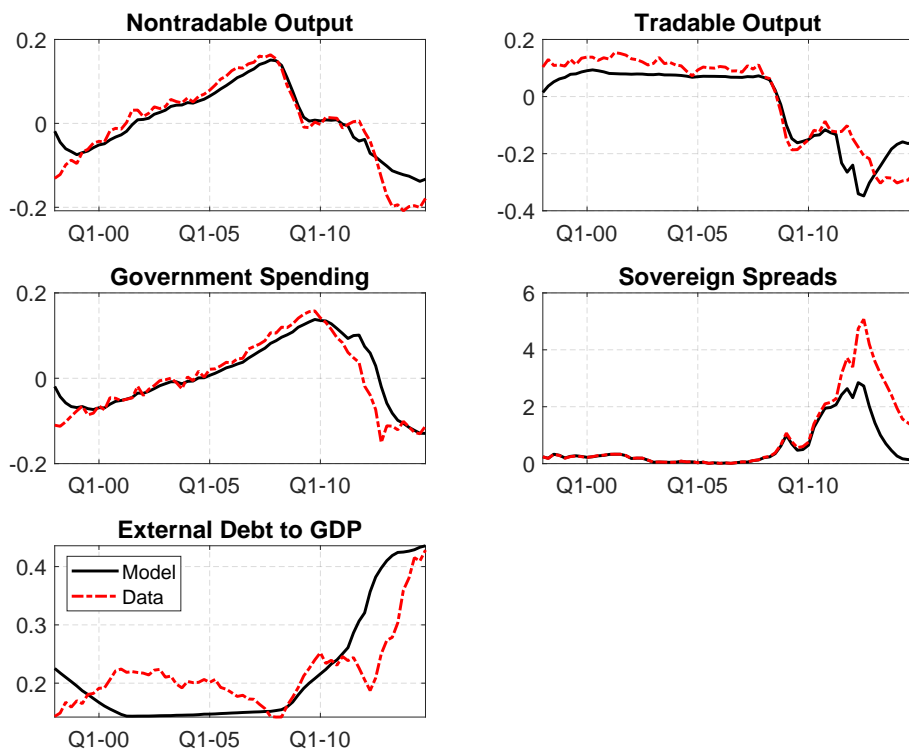 Nontradable Output
0.2
0
-0.2
Q1-00 Q1-05 Q1-10
Tradable Output
0.2
0
-0.2
-0.4
Q1-00 Q1-05 Q1-10
Government Spending
0.2
0
-0.2
Q1-00 Q1-05 Q1-10
Sovereign Spreads
6
4
2
0
Q1-00 Q1-05 Q1-10
External Debt to GDP
0.4
0.3
0.2
Model
Data
Q1-00 Q1-05 Q1-10